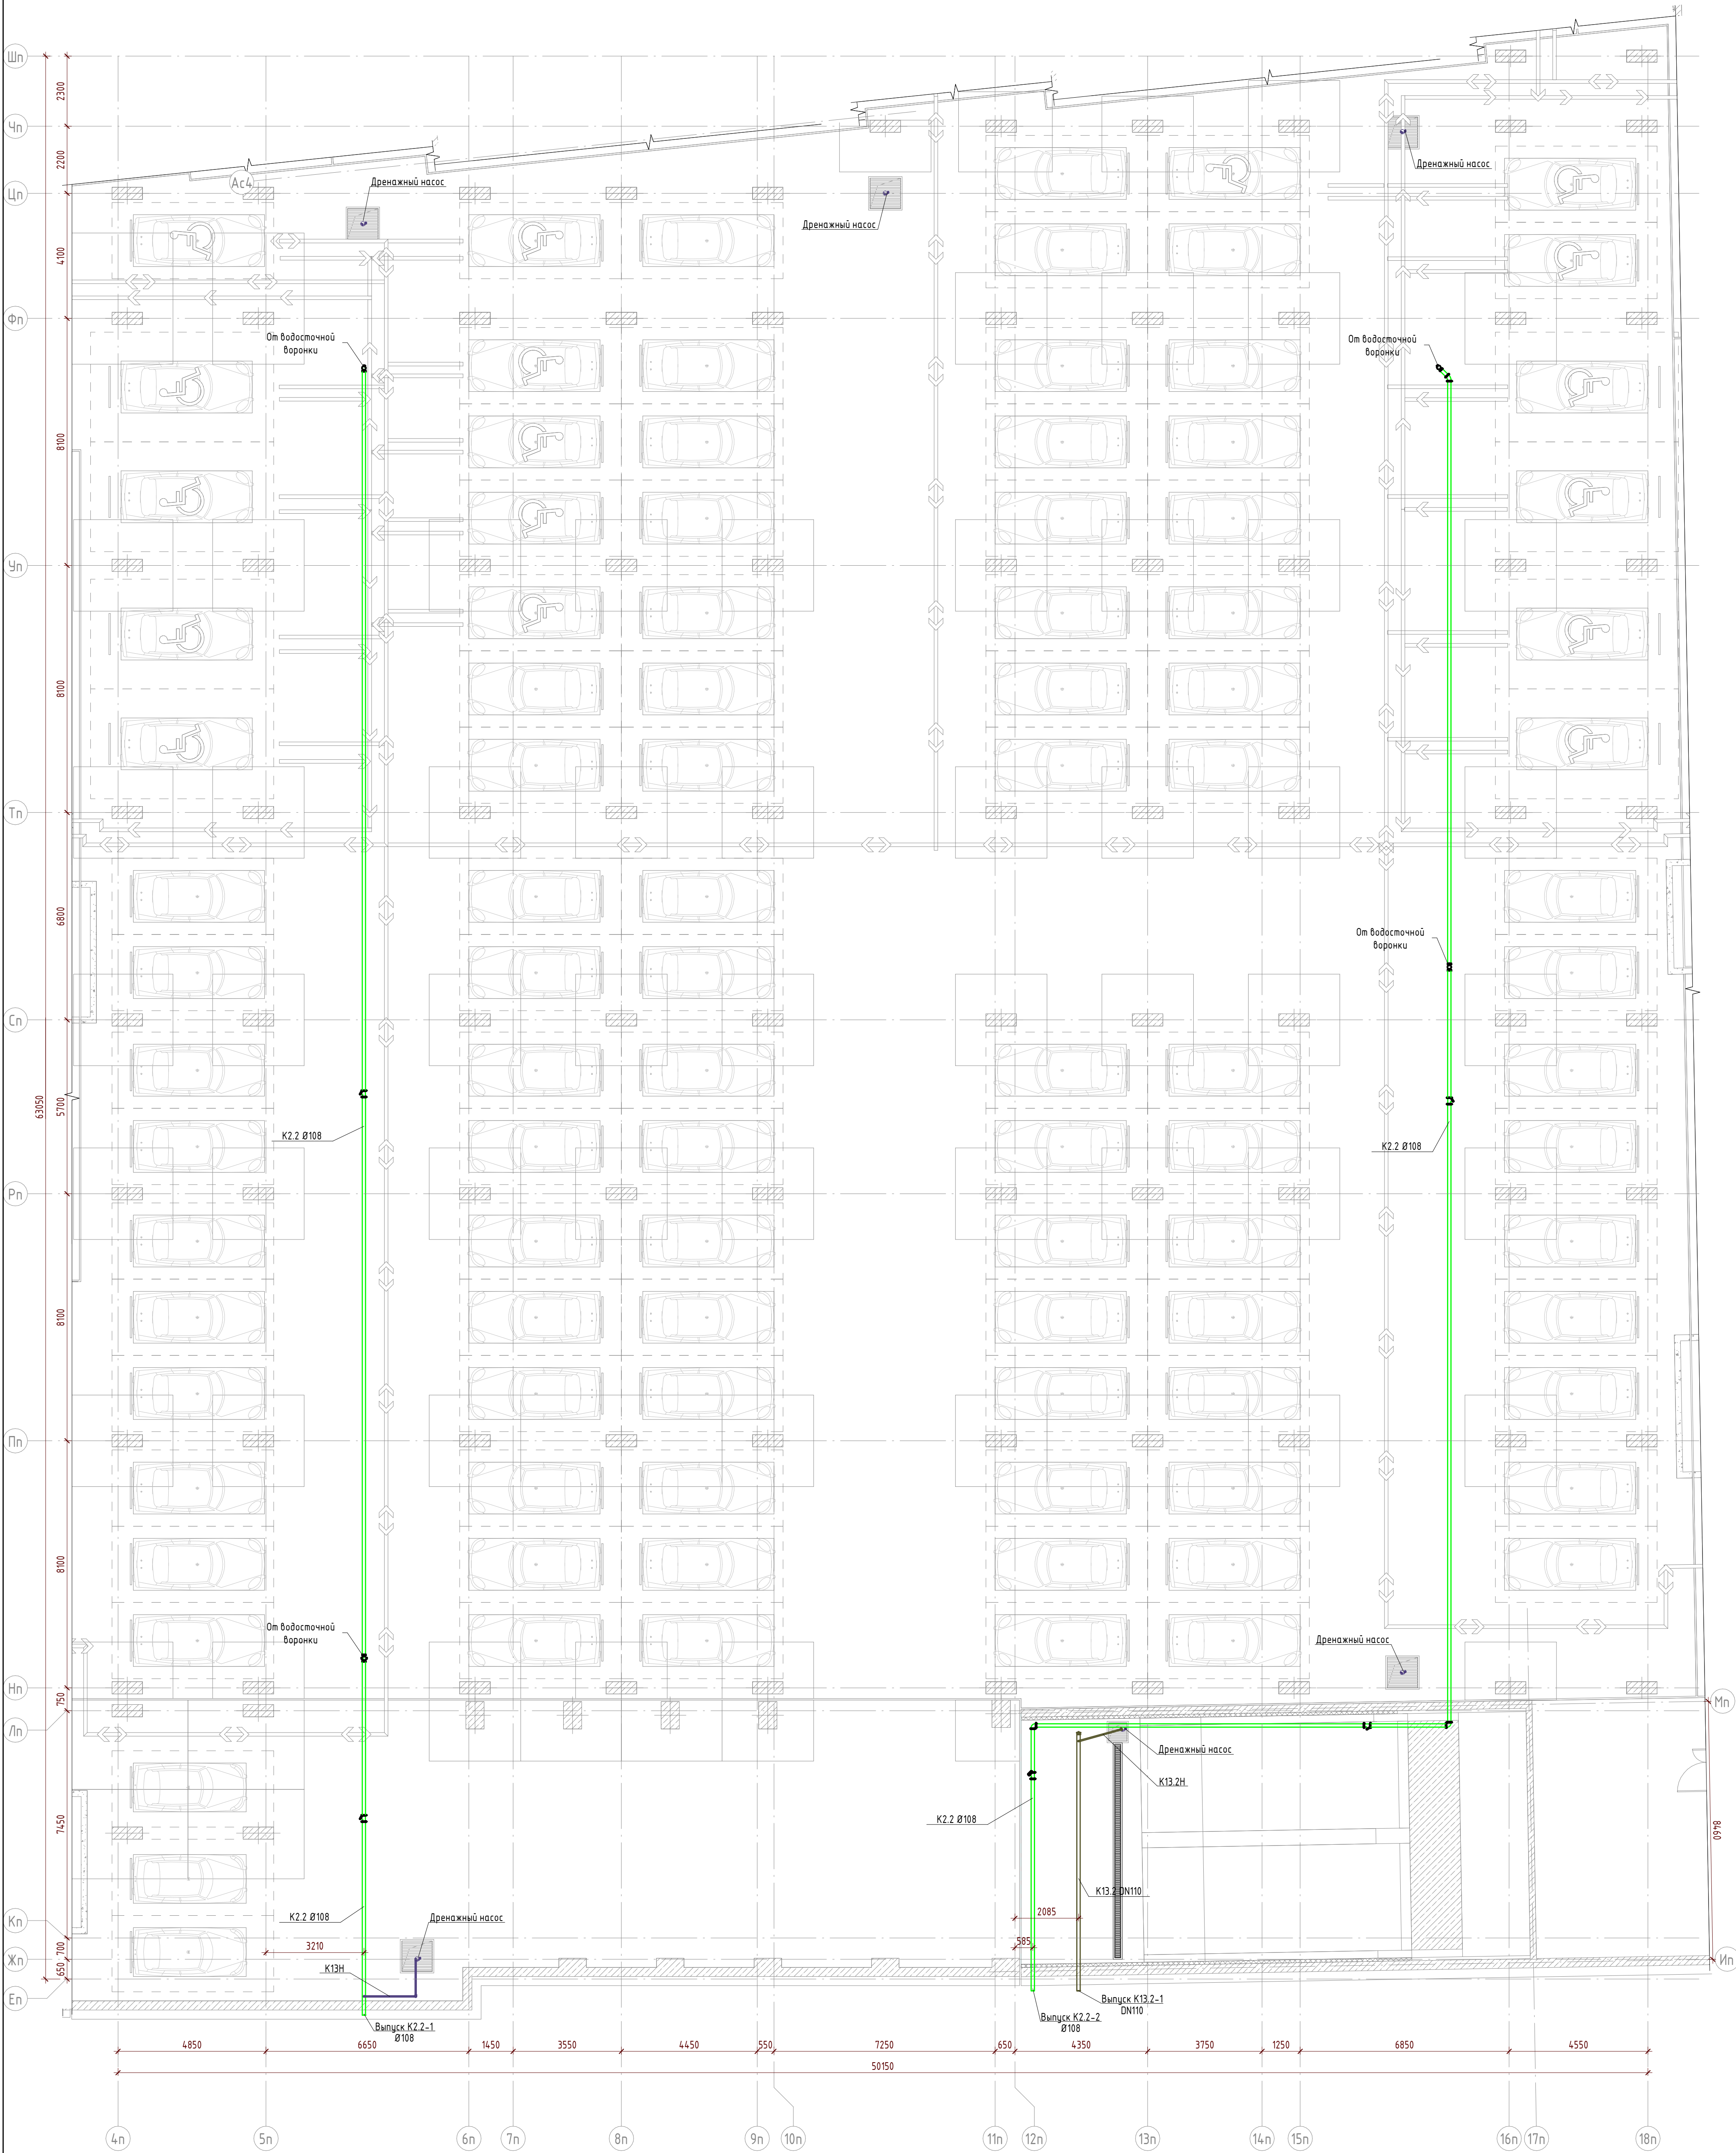 Шп
2300
Чп
2200
Ас4
Цп
Дренажный насос
Дренажный насос
Дренажный насос
4100
Фп
От водосточной
воронки
От водосточной
воронки
8100
Уп
8100
Тп
6800
От водосточной
воронки
Сп
63050
5700
К2.2 Ø108
К2.2 Ø108
Рп
8100
Пп
8100
От водосточной
воронки
Дренажный насос
Нп
750
Лп
Мп
Дренажный насос
К13.2Н
7450
К2.2 Ø108
8460
К13.2 DN110
К2.2 Ø108
2085
Кп
Дренажный насос
3210
585
700
Жп
Ип
К13Н
650
Еп
Выпуск К13.2-1
DN110
Выпуск К2.2-1
Ø108
Выпуск К2.2-2
Ø108
4850
6650
1450
3550
4450
550
7250
650
4350
3750
1250
6850
4550
50150
4п
5п
6п
7п
8п
9п
10п
11п
12п
13п
14п
15п
16п
17п
18п